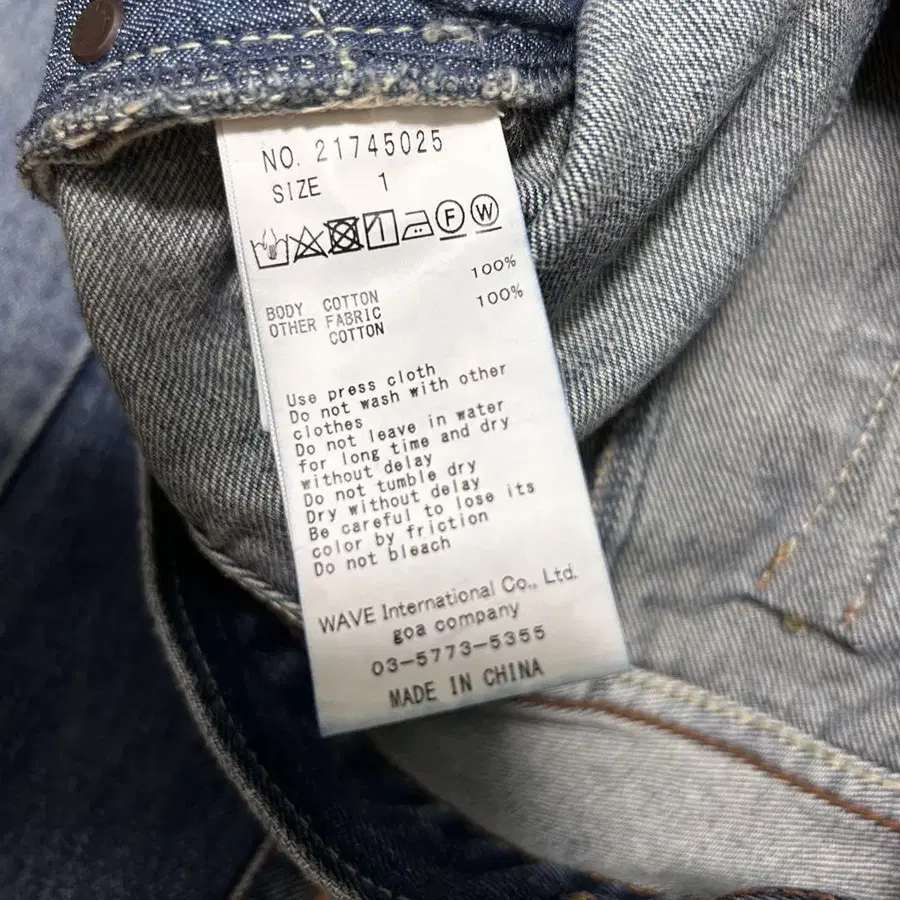 NO. 21745025
SIZE 1
F W
BODY COTTON 100%
OTHER FABRIC
COTTON 100%
Use press cloth
Do not wash with other
clothes
Do not leave in water
for long time and dry
without delay
Do not tumble dry
Dry without delay
Be careful to lose its
color by friction
Do not bleach
WAVE International Co., Ltd.
goa company
03-5773-5355
MADE IN CHINA